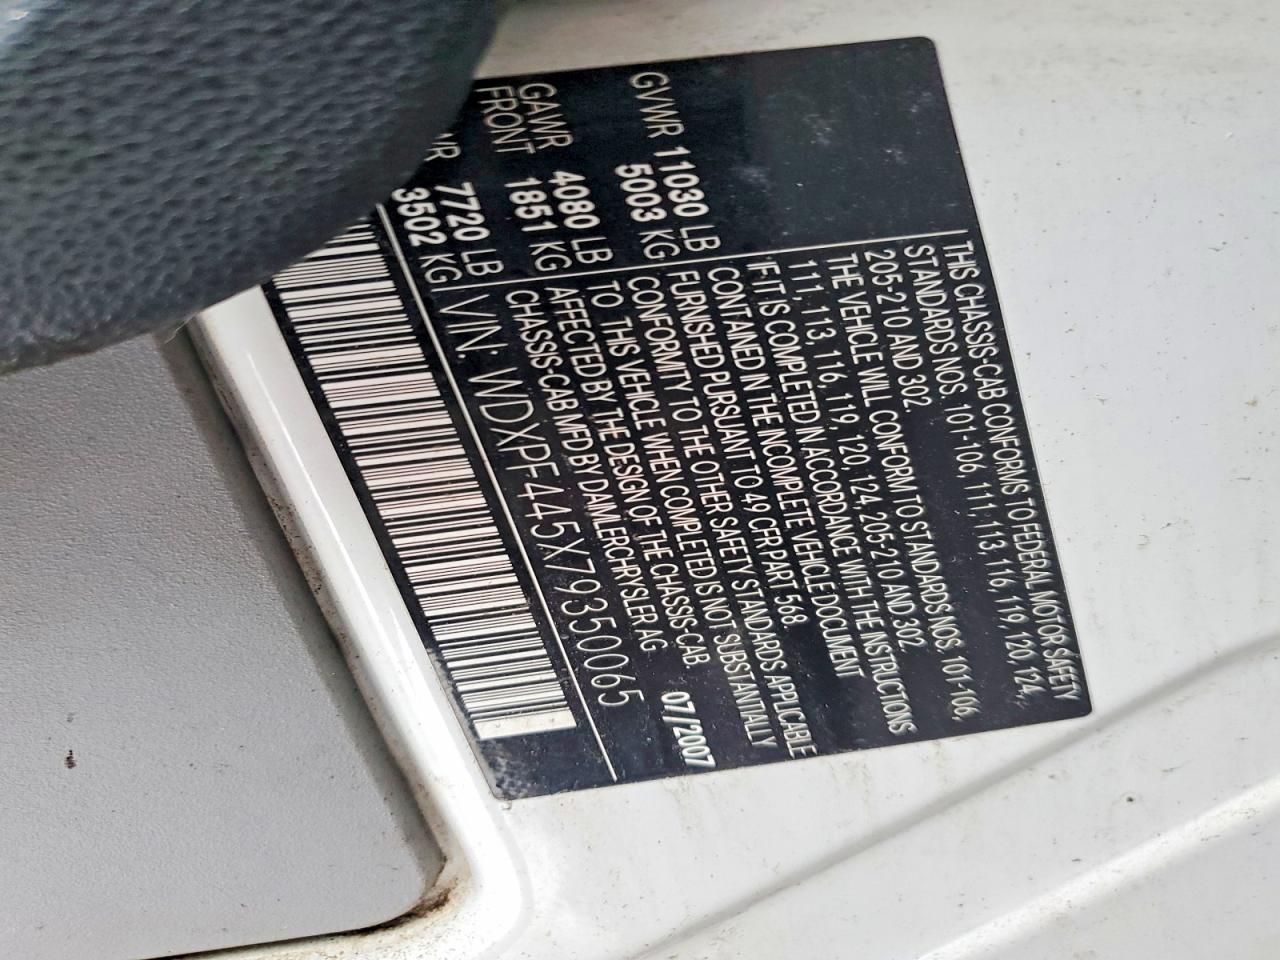 THIS CHASSIS-CAB CONFORMS TO FEDERAL MOTOR SAFETY
STANDARDS NOS. 101-106, 111, 113, 116, 119, 120, 124,
205-210 AND 302.
THE VEHICLE WILL CONFORM TO STANDARDS NOS. 101-106,
111, 113, 116, 119, 120, 124, 205-210 AND 302.
IF IT IS COMPLETED IN ACCORDANCE WITH THE INSTRUCTIONS
CONTAINED IN THE INCOMPLETE VEHICLE DOCUMENT
FURNISHED PURSUANT TO 49 CFR PART 568.
CONFORMITY TO THE OTHER SAFETY STANDARDS APPLICABLE
TO THIS VEHICLE WHEN COMPLETED IS NOT SUBSTANTIALLY
AFFECTED BY THE DESIGN OF THE CHASSIS-CAB.
CHASSIS-CAB MFD BY DAIMLERCHRYSLER AG 07/2007
GVWR 11030 LB
5003 KG
GAWR 4080 LB
FRONT 1851 KG
WR 7720 LB
3502 KG
VIN: WDXPF445X79350065